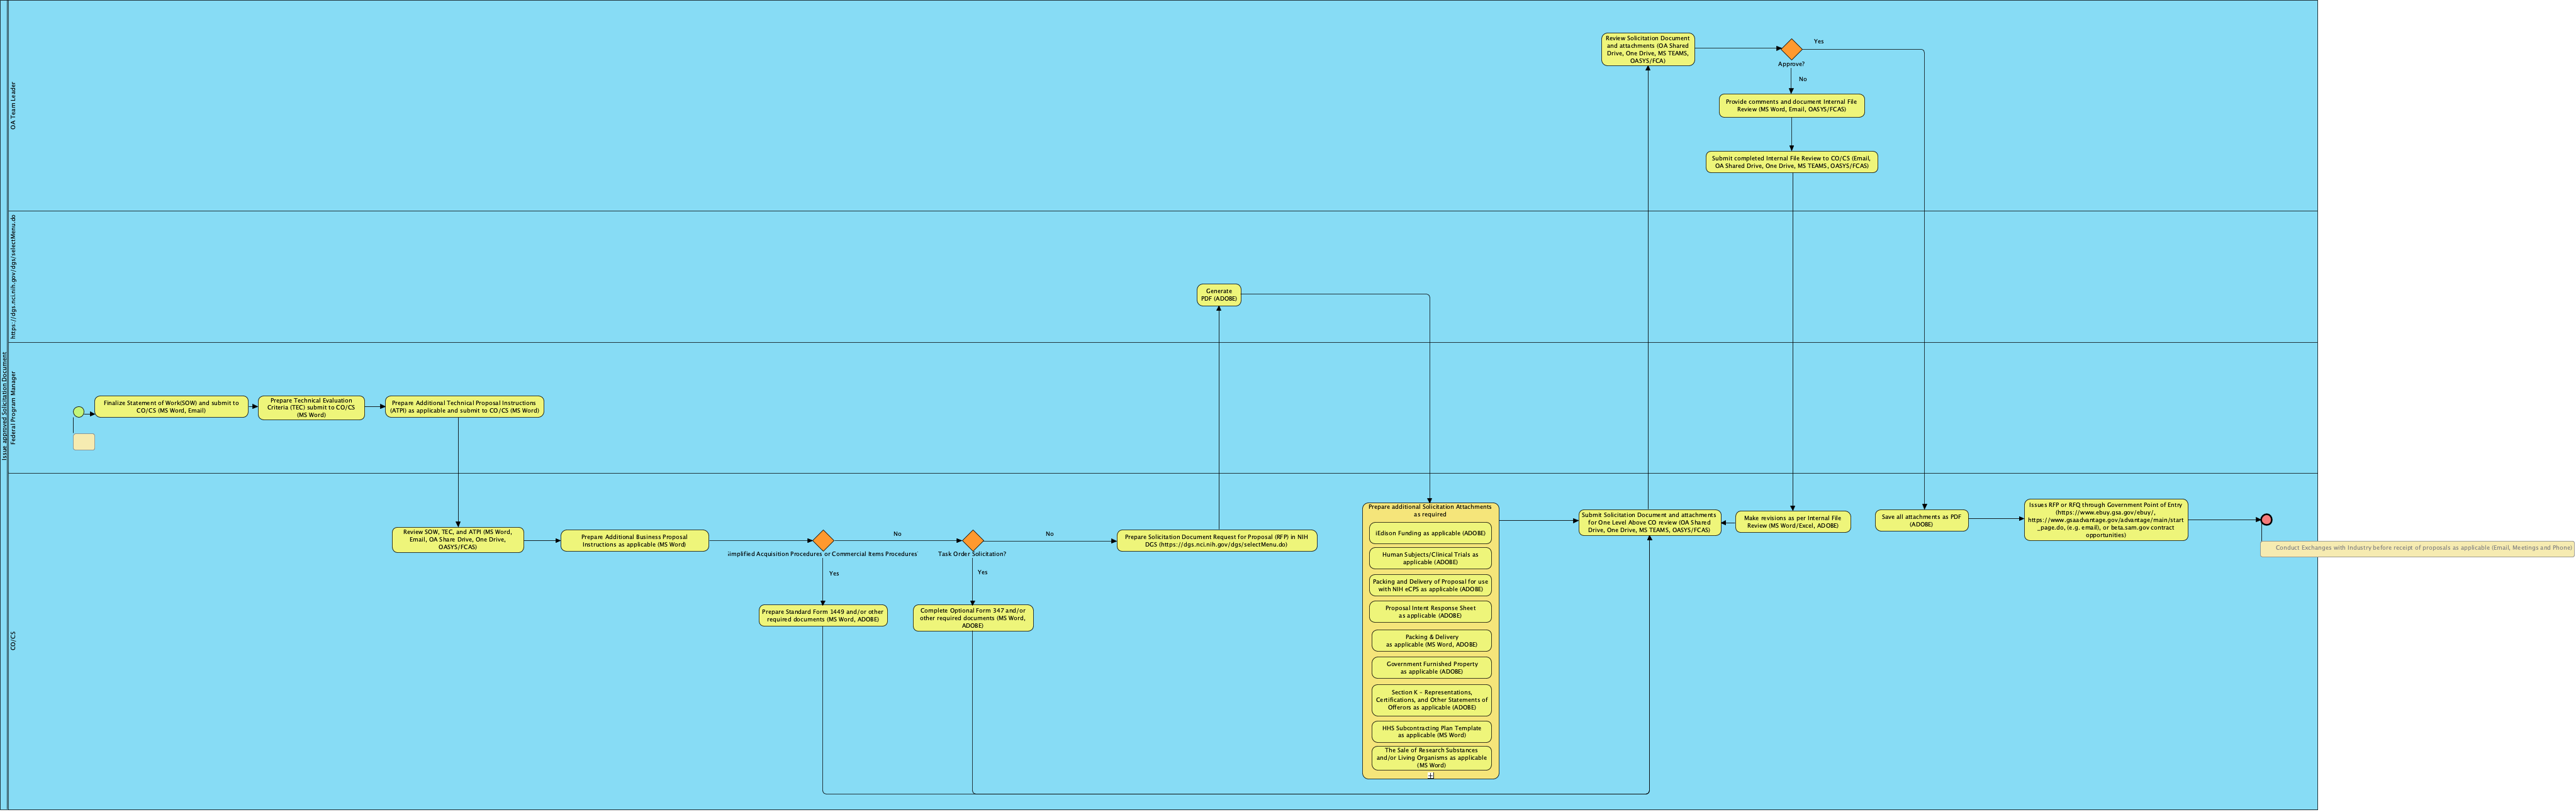 Issue approved Solicitation Document
OA Team Leader
Review Solicitation Document
and attachments (OA Shared
Drive, One Drive, MS TEAMS,
OASYS/FCA)
Approve?
Yes
No
Provide comments and document Internal File
Review (MS Word, Email, OASYS/FCAS)
Submit completed Internal File Review to CO/CS (Email,
OA Shared Drive, One Drive, MS TEAMS, OASYS/FCAS)
https://dgs.nci.nih.gov/dgs/selectMenu.do
Generate
PDF (ADOBE)
Federal Program Manager
Finalize Statement of Work(SOW) and submit to
CO/CS (MS Word, Email)
Prepare Technical Evaluation
Criteria (TEC) submit to CO/CS
(MS Word)
Prepare Additional Technical Proposal Instructions
(ATPI) as applicable and submit to CO/CS (MS Word)
CO/CS
Review SOW, TEC, and ATPI (MS Word,
Email, OA Share Drive, One Drive,
OASYS/FCAS)
Prepare Additional Business Proposal
Instructions as applicable (MS Word)
implified Acquisition Procedures or Commercial Items Procedures
No
Yes
Prepare Standard Form 1449 and/or other
required documents (MS Word, ADOBE)
Task Order Solicitation?
No
Yes
Complete Optional Form 347 and/or
other required documents (MS Word,
ADOBE)
Prepare Solicitation Document Request for Proposal (RFP) in NIH
DGS (https://dgs.nci.nih.gov/dgs/selectMenu.do)
Prepare additional Solicitation Attachments
as required
iEdison Funding as applicable (ADOBE)
Human Subjects/Clinical Trials as
applicable (ADOBE)
Packing and Delivery of Proposal for use
with NIH eCPS as applicable (ADOBE)
Proposal Intent Response Sheet
as applicable (ADOBE)
Packing & Delivery
as applicable (MS Word, ADOBE)
Government Furnished Property
as applicable (ADOBE)
Section K - Representations,
Certifications, and Other Statements of
Offerors as applicable (ADOBE)
HHS Subcontracting Plan Template
as applicable (MS Word)
The Sale of Research Substances
and/or Living Organisms as applicable
(MS Word)
Submit Solicitation Document and attachments
for One Level Above CO review (OA Shared
Drive, One Drive, MS TEAMS, OASYS/FCAS)
Make revisions as per Internal File
Review (MS Word/Excel, ADOBE)
Save all attachments as PDF
(ADOBE)
Issues RFP or RFQ through Government Point of Entry
(https://www.ebuy.gsa.gov/ebuy/,
https://www.gsaadvantage.gov/advantage/main/start
_page.do, (e.g. email), or beta.sam.gov contract
opportunities)
Conduct Exchanges with Industry before receipt of proposals as applicable (Email, Meetings and Phone)